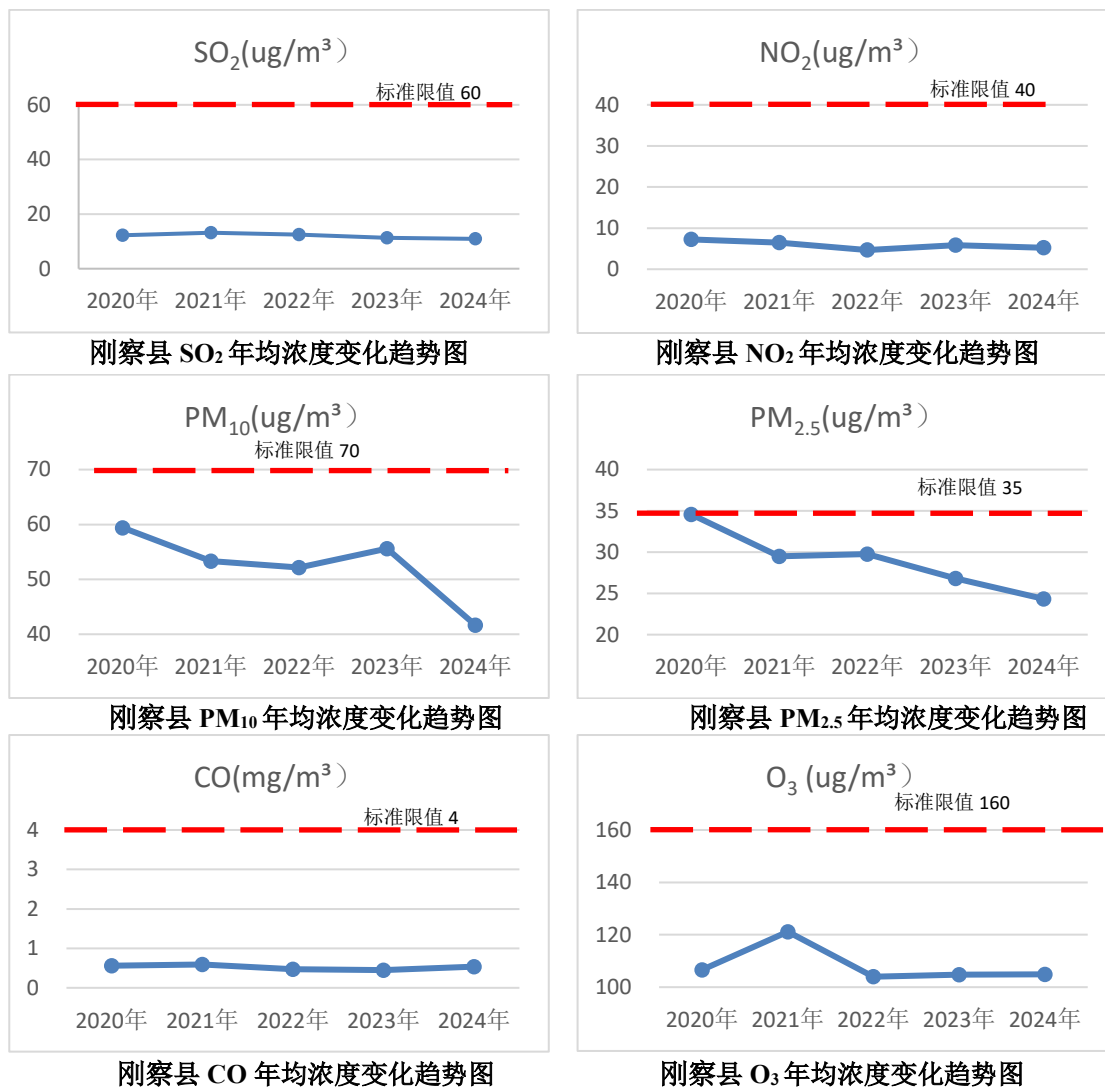 SO₂(ug/m³）
标准限值 60
60
40
20
0
2020年 2021年 2022年 2023年 2024年
刚察县 SO₂ 年均浓度变化趋势图
NO₂(ug/m³）
标准限值 40
40
30
20
10
0
2020年 2021年 2022年 2023年 2024年
刚察县 NO₂ 年均浓度变化趋势图
PM₁₀(ug/m³）
标准限值 70
70
60
50
40
2020年 2021年 2022年 2023年 2024年
刚察县 PM₁₀ 年均浓度变化趋势图
PM₂.₅(ug/m³）
标准限值 35
40
35
30
25
20
2020年 2021年 2022年 2023年 2024年
刚察县 PM₂.₅ 年均浓度变化趋势图
CO(mg/m³）
标准限值 4
4
3
2
1
0
2020年 2021年 2022年 2023年 2024年
刚察县 CO 年均浓度变化趋势图
O₃ (ug/m³）
标准限值 160
160
140
120
100
2020年 2021年 2022年 2023年 2024年
刚察县 O₃ 年均浓度变化趋势图